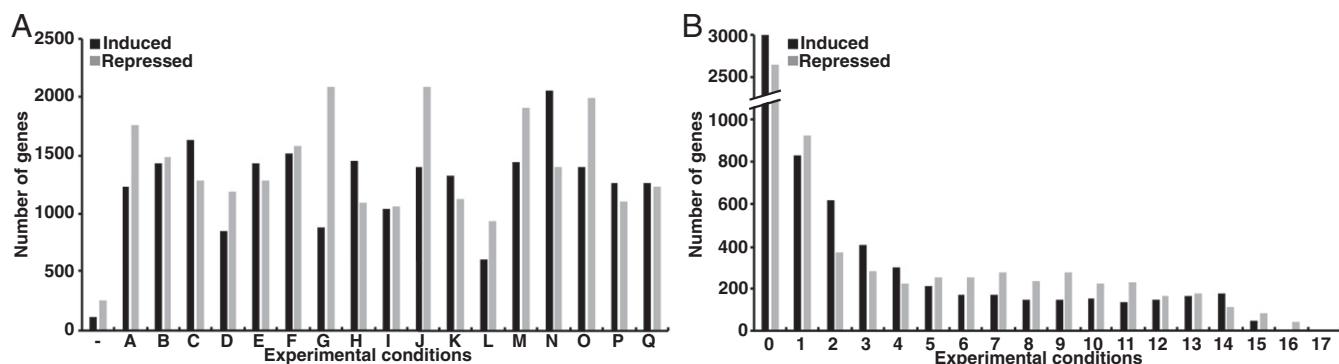 A
2500
2000
1500
1000
500
0
Number of genes
Induced
Repressed
- A B C D E F G H I J K L M N O P Q
Experimental conditions
B
3000
2500
1000
800
600
400
200
0
Number of genes
Induced
Repressed
0 1 2 3 4 5 6 7 8 9 10 11 12 13 14 15 16 17
Experimental conditions